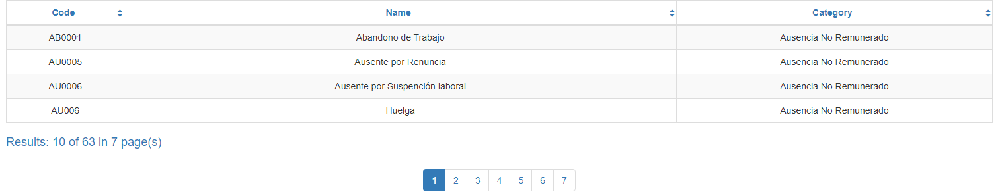 Code Name Category
AB0001 Abandono de Trabajo Ausencia No Remunerado
AU0005 Ausente por Renuncia Ausencia No Remunerado
AU0006 Ausente por Suspención laboral Ausencia No Remunerado
AU006 Huelga Ausencia No Remunerado
Results: 10 of 63 in 7 page(s)
1 2 3 4 5 6 7